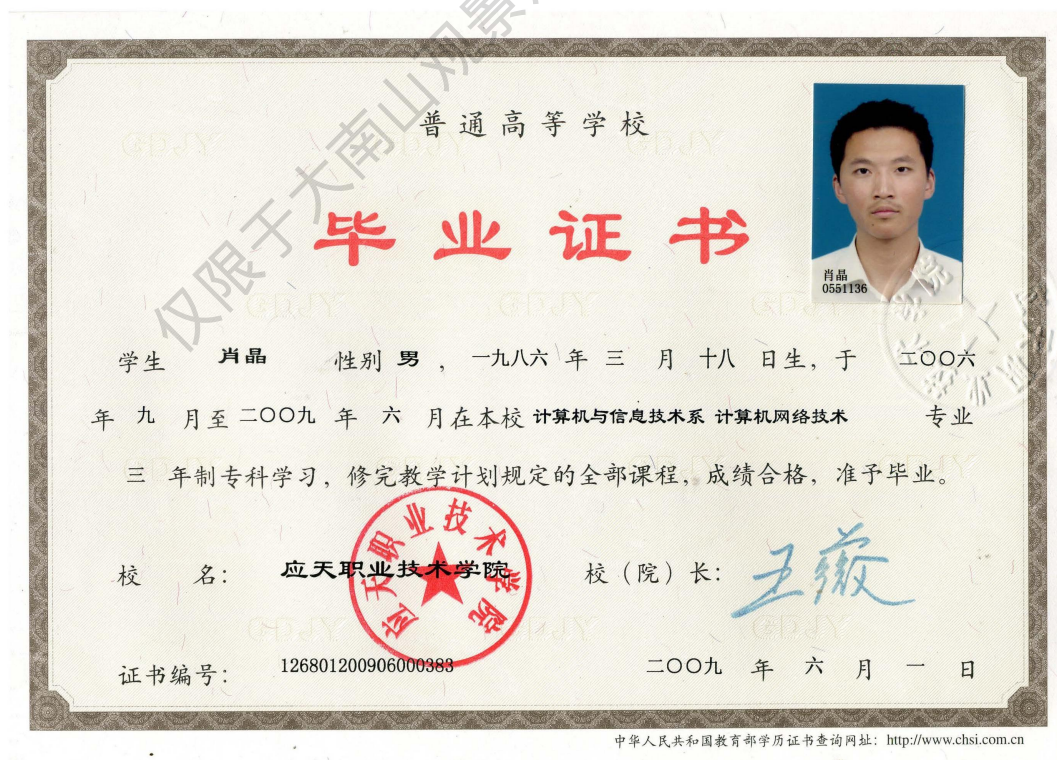 仅限于大南山观景
普通高等学校
毕业证书
肖晶
0551136
学生 肖晶 性别 男 ，一九八六 年 三 月 十八 日生，于 二〇〇六
年 九 月至 二〇〇九 年 六 月在本校 计算机与信息技术系 计算机网络技术 专业
三 年制专科学习，修完教学计划规定的全部课程，成绩合格，准予毕业。
应天职业技术学院
校 名： 应天职业技术学院 校（院）长：
证书编号： 126801200906000383 二〇〇九 年 六 月 一 日
中华人民共和国教育部学历证书查询网址：http://www.chsi.com.cn